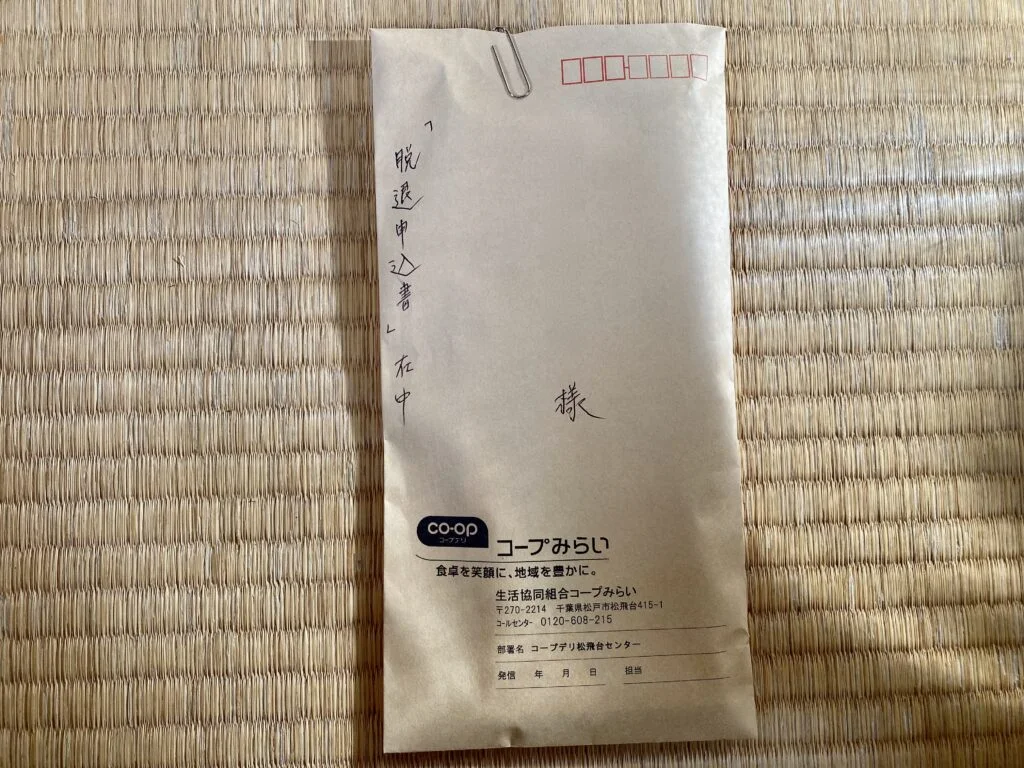 「脱退申込書」在中
様
co-op
コープデリ
コープみらい
食卓を笑顔に、地域を豊かに。
生活協同組合コープみらい
〒270-2214 千葉県松戸市松飛台415-1
コールセンター 0120-608-215
部署名 コープデリ松飛台センター
発信 年 月 日 担当